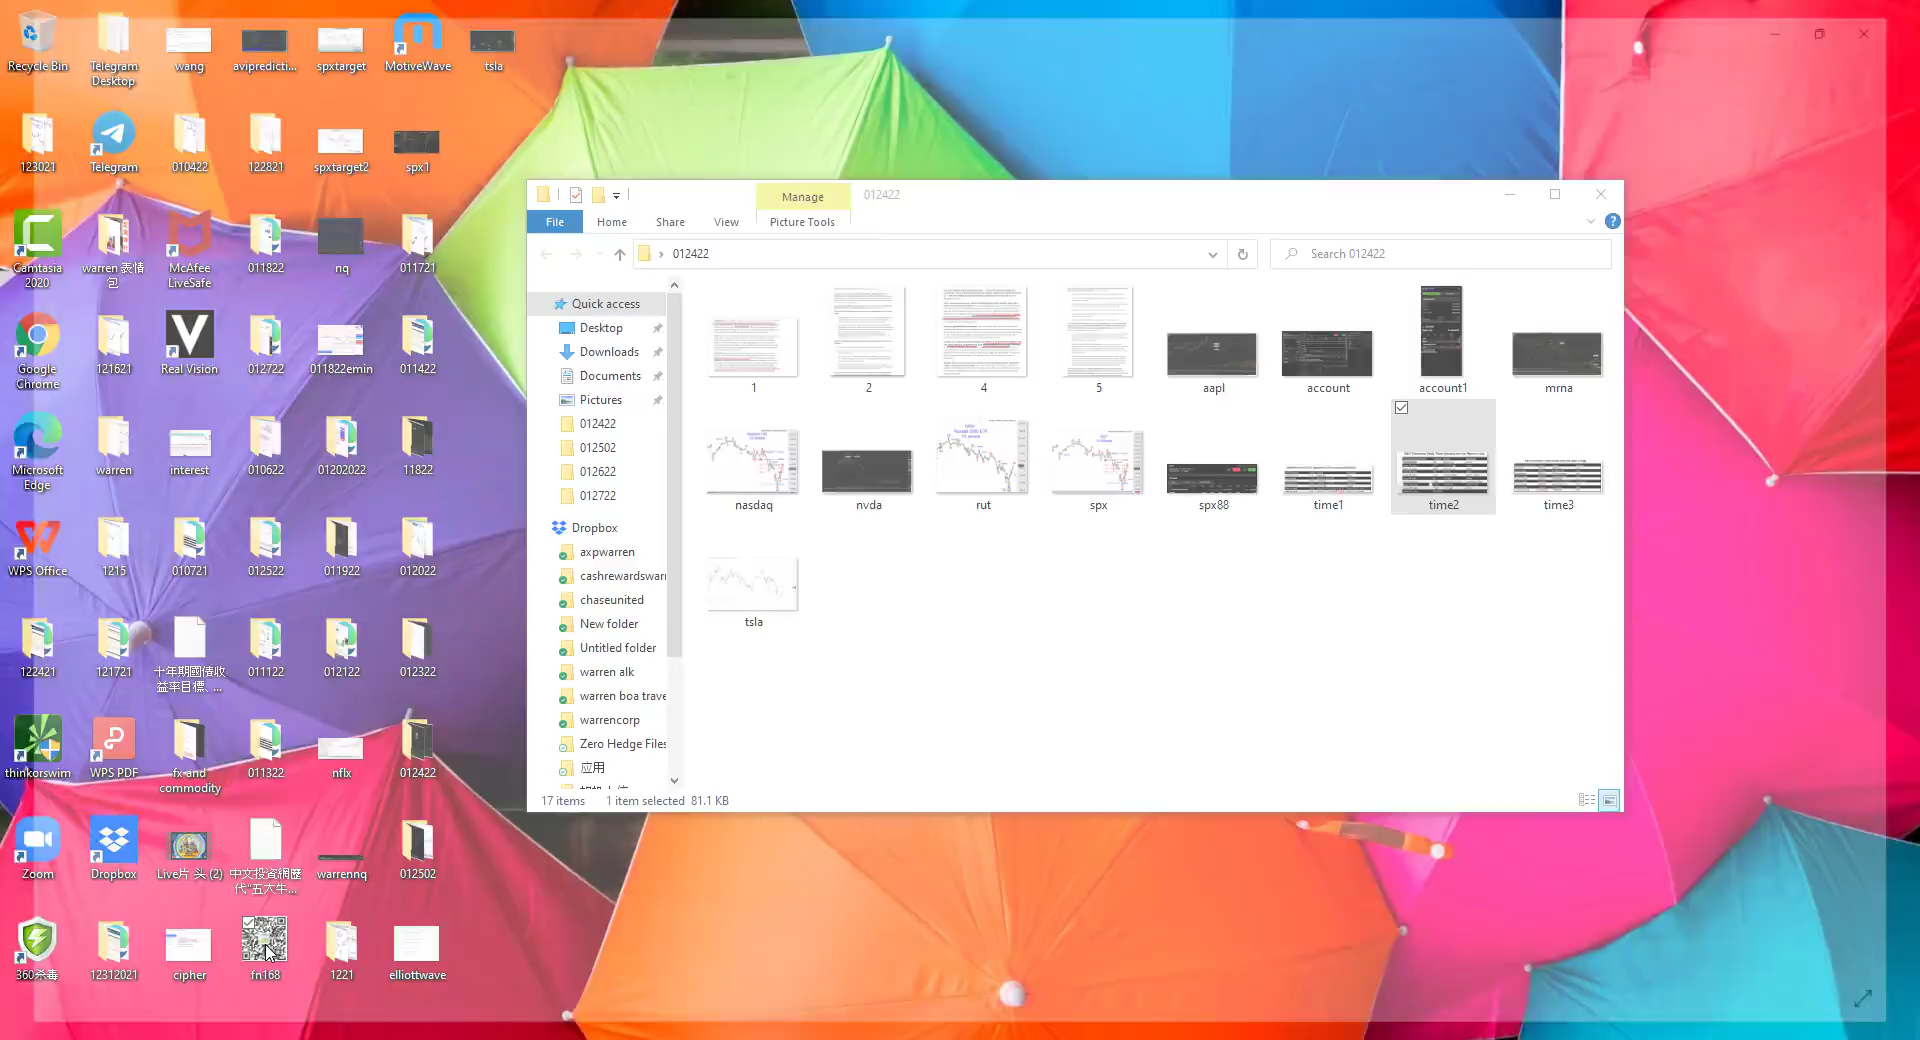 Recycle Bin
Telegram
Desktop
wang
avipredicti...
spxtarget
MotiveWave
tsla
123021
Telegram
010422
122821
spxtarget2
spx1
Camtasia
2020
warren 表情
包
McAfee
LiveSafe
011822
nq
011721
Google
Chrome
121621
Real Vision
012722
011822emin
011422
Microsoft
Edge
warren
interest
010622
01202022
11822
WPS Office
1215
010721
012522
011922
012022
122421
121721
十年期國債收
益率目標、...
011122
012122
012322
thinkorswim
WPS PDF
fx and
commodity
011322
nflx
012422
Zoom
Dropbox
Live片 头 (2)
中文投資網歷
代“五大牛...
warrennq
012502
360杀毒
12312021
cipher
fn168
1221
elliottwave
Manage
012422
File
Home
Share
View
Picture Tools
012422
Search 012422
Quick access
Desktop
Downloads
Documents
Pictures
012422
012502
012622
012722
Dropbox
axpwarren
cashrewardswarr
chaseunited
New folder
Untitled folder
warren alk
warren boa trave
warrencorp
Zero Hedge Files
应用
1
2
4
5
aapl
account
account1
mrna
nasdaq
nvda
rut
spx
spx88
time1
time2
time3
tsla
17 items
1 item selected 81.1 KB